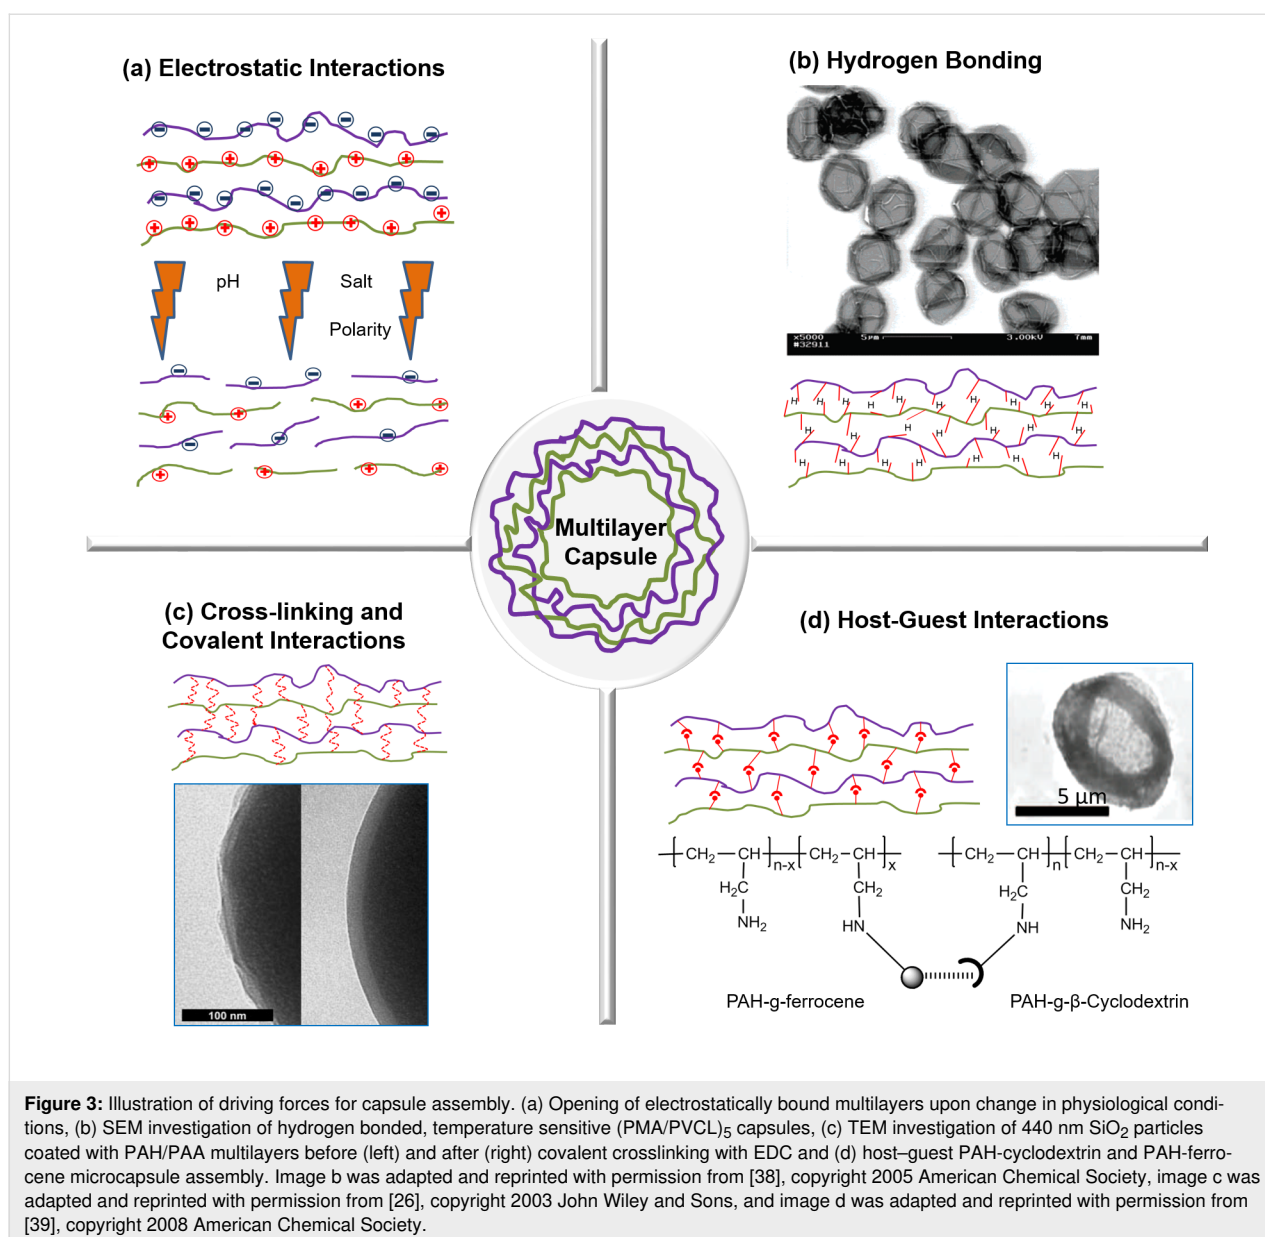 (a) Electrostatic Interactions
pH
Salt
Polarity
(b) Hydrogen Bonding
x5000 5µm 3.00kV 7mm
#32911
H H H H H H H
H H H H
H H H H H
Multilayer
Capsule
(c) Cross-linking and
Covalent Interactions
100 nm
(d) Host-Guest Interactions
5 µm
CH2 CH n-x CH2 CH x CH2 CH n CH2 CH n-x
H2C CH2 H2C CH2
NH2 HN NH NH2
PAH-g-ferrocene PAH-g-β-Cyclodextrin
Figure 3: Illustration of driving forces for capsule assembly. (a) Opening of electrostatically bound multilayers upon change in physiological condi-
tions, (b) SEM investigation of hydrogen bonded, temperature sensitive (PMA/PVCL)5 capsules, (c) TEM investigation of 440 nm SiO2 particles
coated with PAH/PAA multilayers before (left) and after (right) covalent crosslinking with EDC and (d) host–guest PAH-cyclodextrin and PAH-ferro-
cene microcapsule assembly. Image b was adapted and reprinted with permission from [38], copyright 2005 American Chemical Society, image c was
adapted and reprinted with permission from [26], copyright 2003 John Wiley and Sons, and image d was adapted and reprinted with permission from
[39], copyright 2008 American Chemical Society.